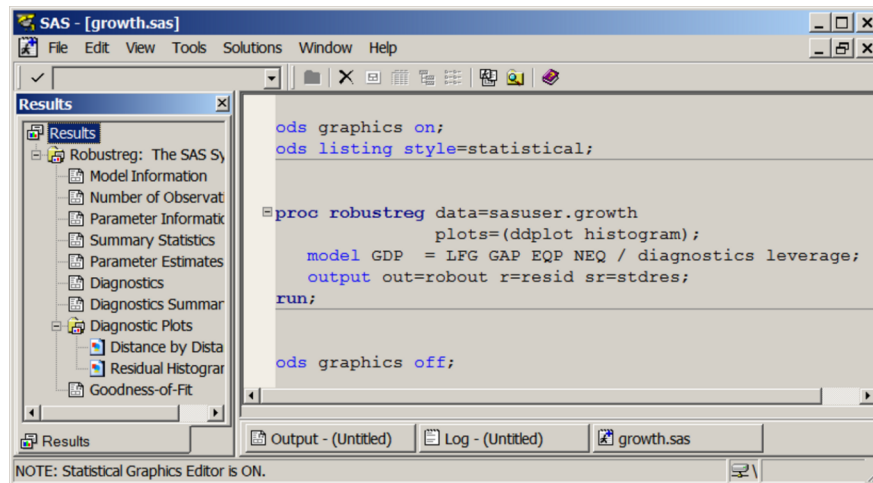 SAS - [growth.sas]
File Edit View Tools Solutions Window Help
Results
Results
Robustreg: The SAS Sy
Model Information
Number of Observati
Parameter Informatic
Summary Statistics
Parameter Estimates
Diagnostics
Diagnostics Summar
Diagnostic Plots
Distance by Dista
Residual Histogram
Goodness-of-Fit
Results
ods graphics on;
ods listing style=statistical;
proc robustreg data=sasuser.growth
plots=(ddplot histogram);
model GDP = LFG GAP EQP NEQ / diagnostics leverage;
output out=robout r=resid sr=stdres;
run;
ods graphics off;
Output - (Untitled)
Log - (Untitled)
growth.sas
NOTE: Statistical Graphics Editor is ON.